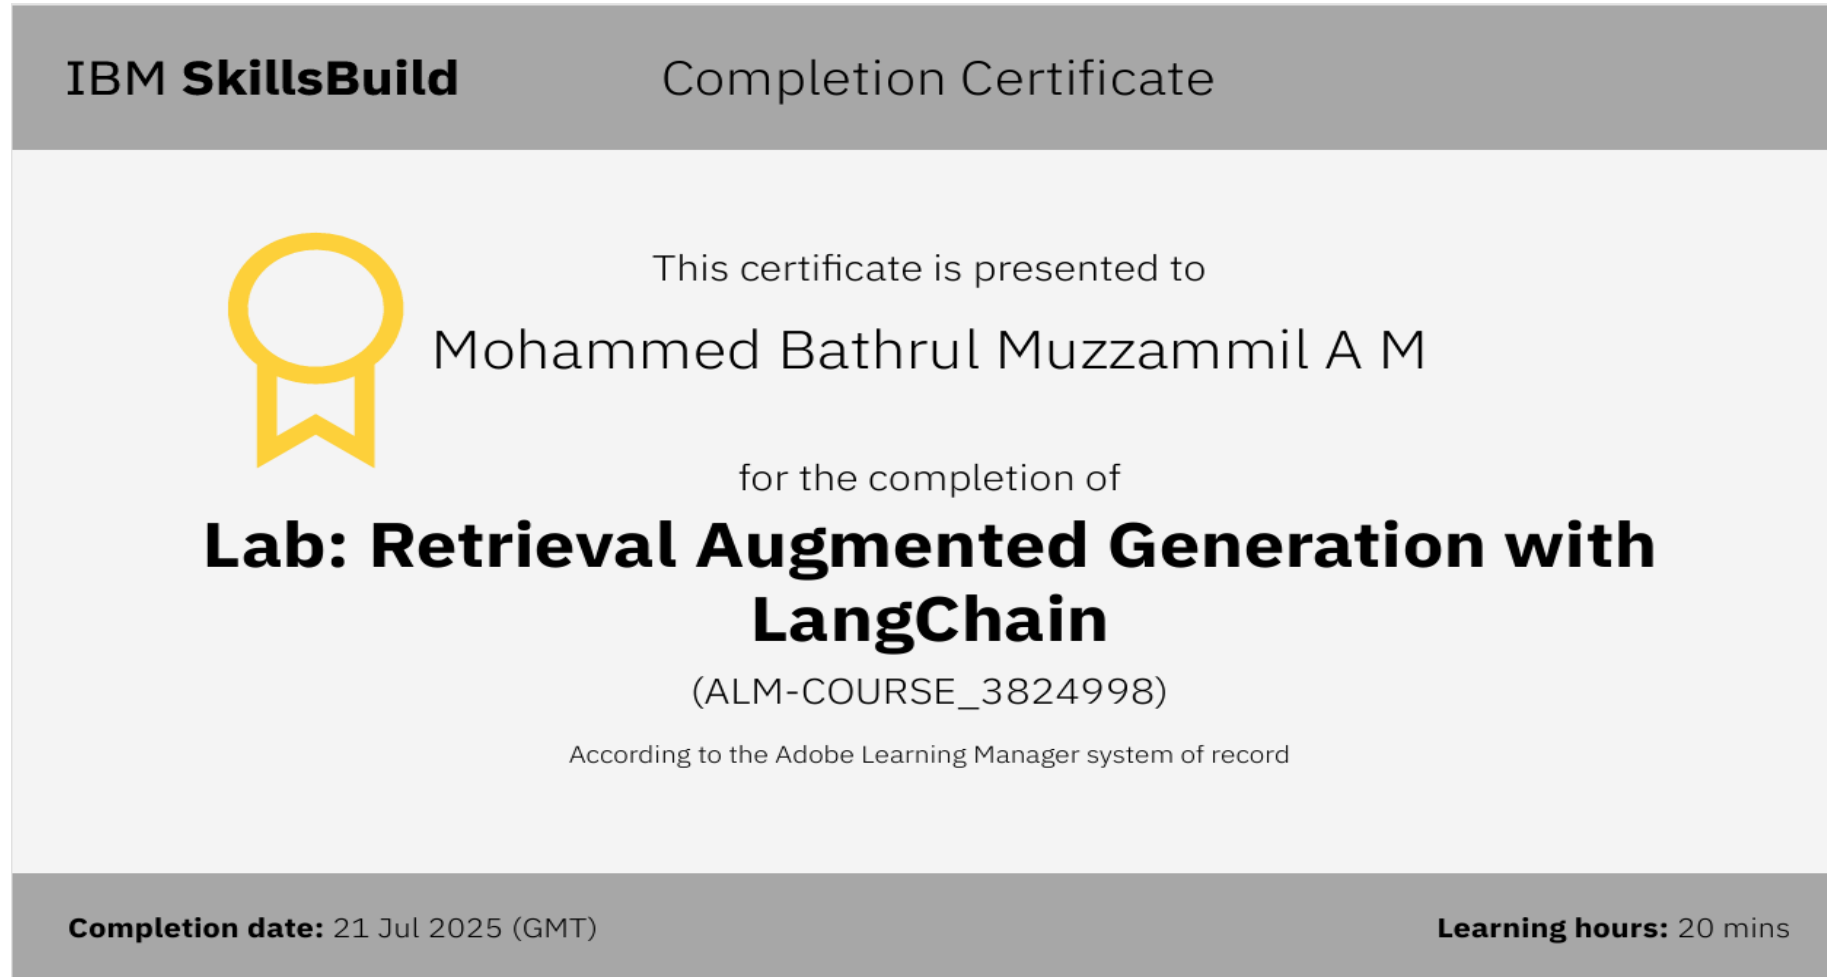 IBM SkillsBuild
Completion Certificate
This certificate is presented to
Mohammed Bathrul Muzzammil A M
for the completion of
Lab: Retrieval Augmented Generation with
LangChain
(ALM-COURSE_3824998)
According to the Adobe Learning Manager system of record
Completion date: 21 Jul 2025 (GMT)
Learning hours: 20 mins